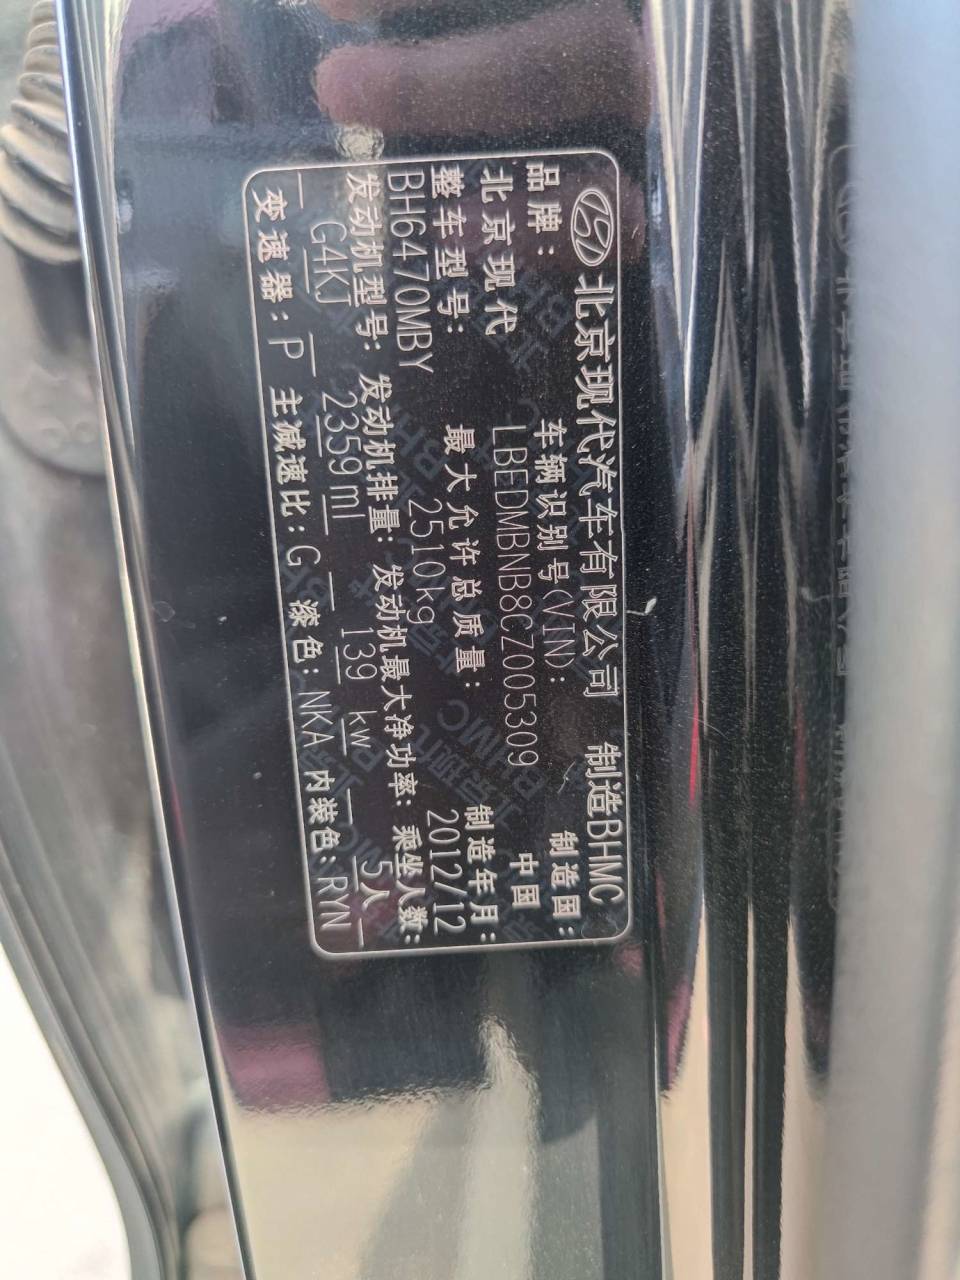 北京现代汽车有限公司 制造BHMC
品牌: 车辆识别号(VIN): 制造国:
北京现代 LBEDMBNB8CZ005309 中国
整车型号: 最大允许总质量: 制造年月:
BH6470MBY 2510kg 2012/12
发动机型号: 发动机排量: 发动机最大净功率: 乘坐人数:
G4KJ 2359ml 139 kw 5人
变速器: P 主减速比: G 漆色: NKA 内装色: RYN